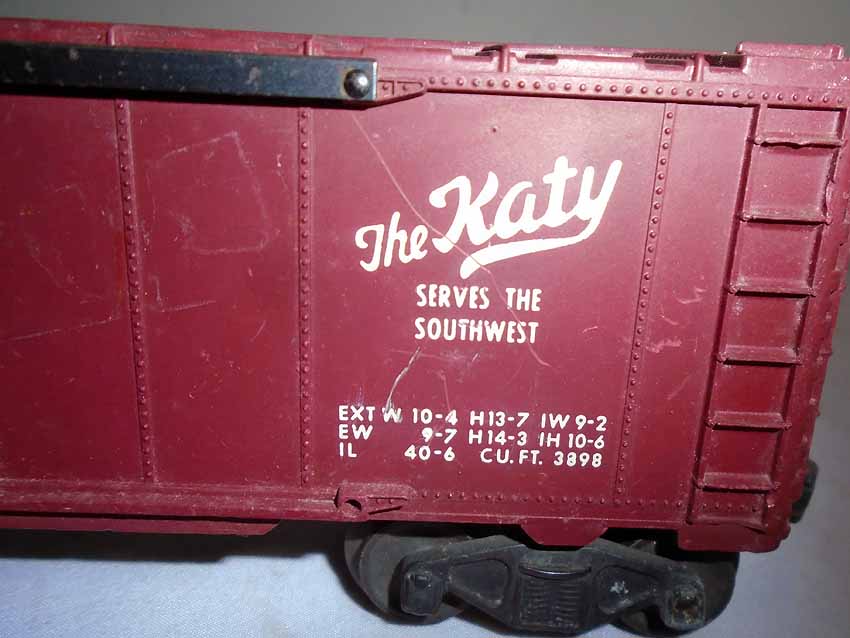 The Katy
SERVES THE
SOUTHWEST
EXT W 10-4 H13-7 IW 9-2
EW 9-7 H14-3 IH 10-6
IL 40-6 CU.FT. 3898